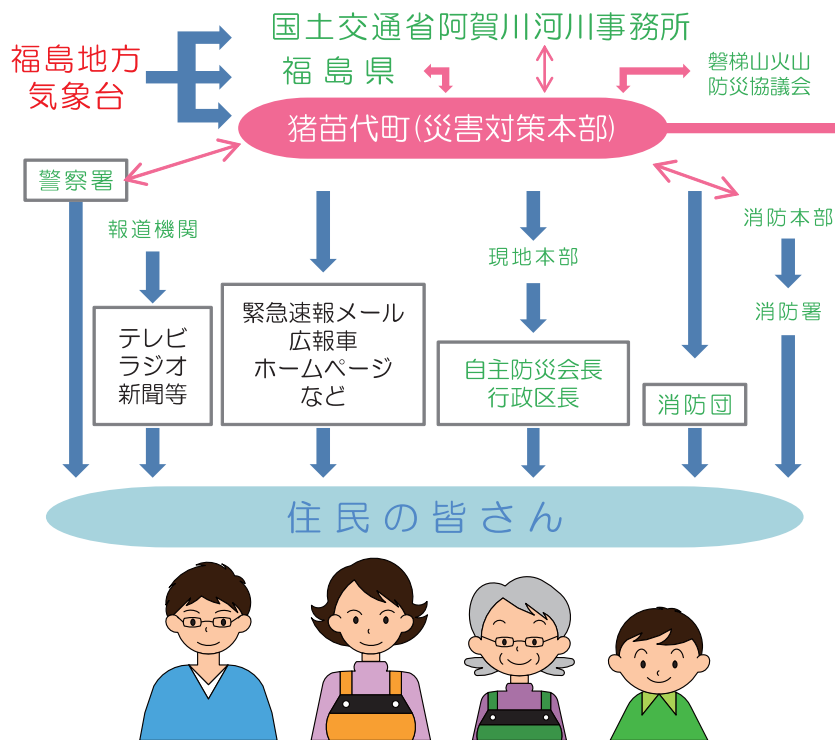 国土交通省阿賀川河川事務所
福島地方
気象台
福島県
磐梯山火山
防災協議会
猪苗代町(災害対策本部)
警察署
報道機関
消防本部
現地本部
消防署
テレビ
ラジオ
新聞等
緊急速報メール
広報車
ホームページ
など
自主防災会長
行政区長
消防団
住民の皆さん